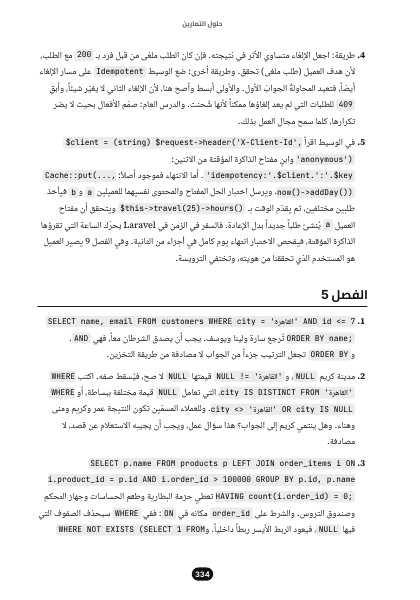 حلول التمارين
4. طريقة: اجعل الإلغاء متساوي الأثر في نتيجته. فإن كان الطلب ملغى من قبل فرد بـ 200 مع الطلب،
لأن هدف العميل (طلب ملغى) تحقق. وطريقة أخرى: ضع الوسيط Idempotent على مسار الإلغاء
أيضاً، فتعيد المحاولةُ الجوابَ الأول. والأولى أبسط وأصح هنا، لأن الإلغاء الثاني لا يغيّر شيئاً، وأبقِ
409 للطلبات التي لم يعد إلغاؤها ممكناً لأنها شُحنت. والدرس العام: صمّم الأفعال بحيث لا يضر
تكرارها، كلما سمح مجال العمل بذلك.
5. في الوسيط اقرأ $client = (string) $request->header('X-Client-Id',
'anonymous') وابنِ مفتاح الذاكرة المؤقتة من الاثنين:
'idempotency:'.$client.':'.$key . أما الانتهاء فموجود أصلاً: Cache::put(...,
now()->addDay()) . ويرسل اختبار الحل المفتاح والمحتوى نفسيهما للعميلين a و b فيأخذ
طلبين مختلفين، ثم يقدّم الوقت بـ $this->travel(25)->hours() ويتحقق أن مفتاح
العميل a يُنشئ طلباً جديداً بدل الإعادة. فالسفر في الزمن في Laravel يحرّك الساعة التي تقرؤها
الذاكرة المؤقتة، فيفحص الاختبار انتهاء يوم كامل في أجزاء من الثانية. وفي الفصل 9 يصير العميل
هو المستخدم الذي تحققنا من هويته، وتختفي الترويسة.
الفصل 5
1. SELECT name, email FROM customers WHERE city = 'القاهرة' AND id <= 7
ORDER BY name; تُرجع سارة ولينا ويوسف. يجب أن يصدق الشرطان معاً، فهي AND ،
و ORDER BY تجعل الترتيب جزءاً من الجواب لا مصادفة من طريقة التخزين.
2. مدينة كريم NULL ، و 'القاهرة' =! NULL قيمتها NULL لا صح، فيُسقط صفه. اكتب WHERE
city IS DISTINCT FROM 'القاهرة' ، التي تعامل NULL قيمة مختلفة ببساطة، أو WHERE
city <> 'القاهرة' OR city IS NULL . وللعملاء المسمَّين تكون النتيجة عمر وكريم ومنى
وهناء. وهل ينتمي كريم إلى الجواب؟ هذا سؤال عمل، ويجب أن يجيبه الاستعلام عن قصد، لا
مصادفة.
3. SELECT p.name FROM products p LEFT JOIN order_items i ON
i.product_id = p.id AND i.order_id > 100000 GROUP BY p.id, p.name
HAVING count(i.order_id) = 0; تعطي حزمة البطارية وطقم الحساسات وجهاز التحكم
وصندوق التروس. والشرط على order_id مكانه في ON : ففي WHERE سيحذف الصفوف التي
فيها NULL ، فيعود الربط الأيسر ربطاً داخلياً. و WHERE NOT EXISTS (SELECT 1 FROM
334